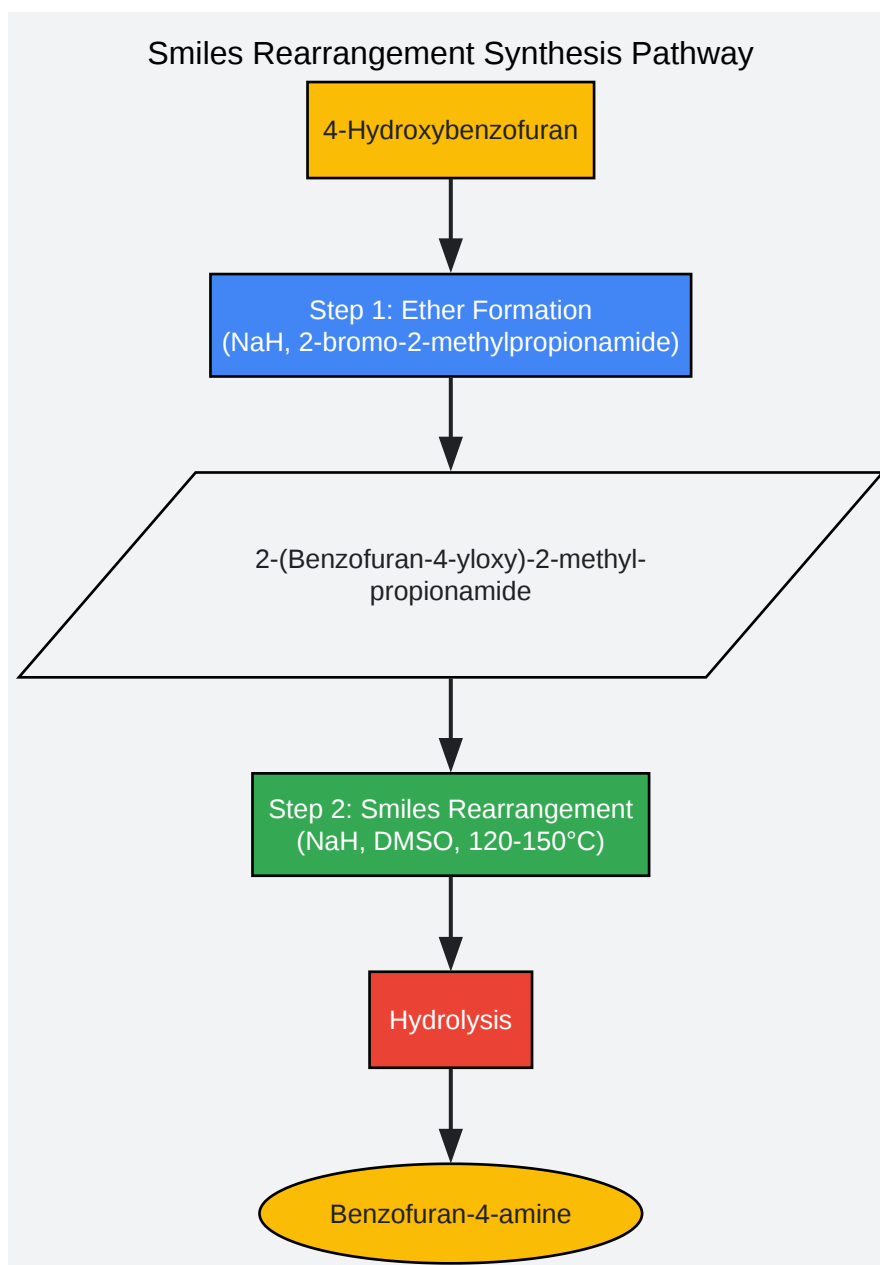 Smiles Rearrangement Synthesis Pathway
4-Hydroxybenzofuran
Step 1: Ether Formation
(NaH, 2-bromo-2-methylpropionamide)
2-(Benzofuran-4-yloxy)-2-methyl-
propionamide
Step 2: Smiles Rearrangement
(NaH, DMSO, 120-150°C)
Hydrolysis
Benzofuran-4-amine